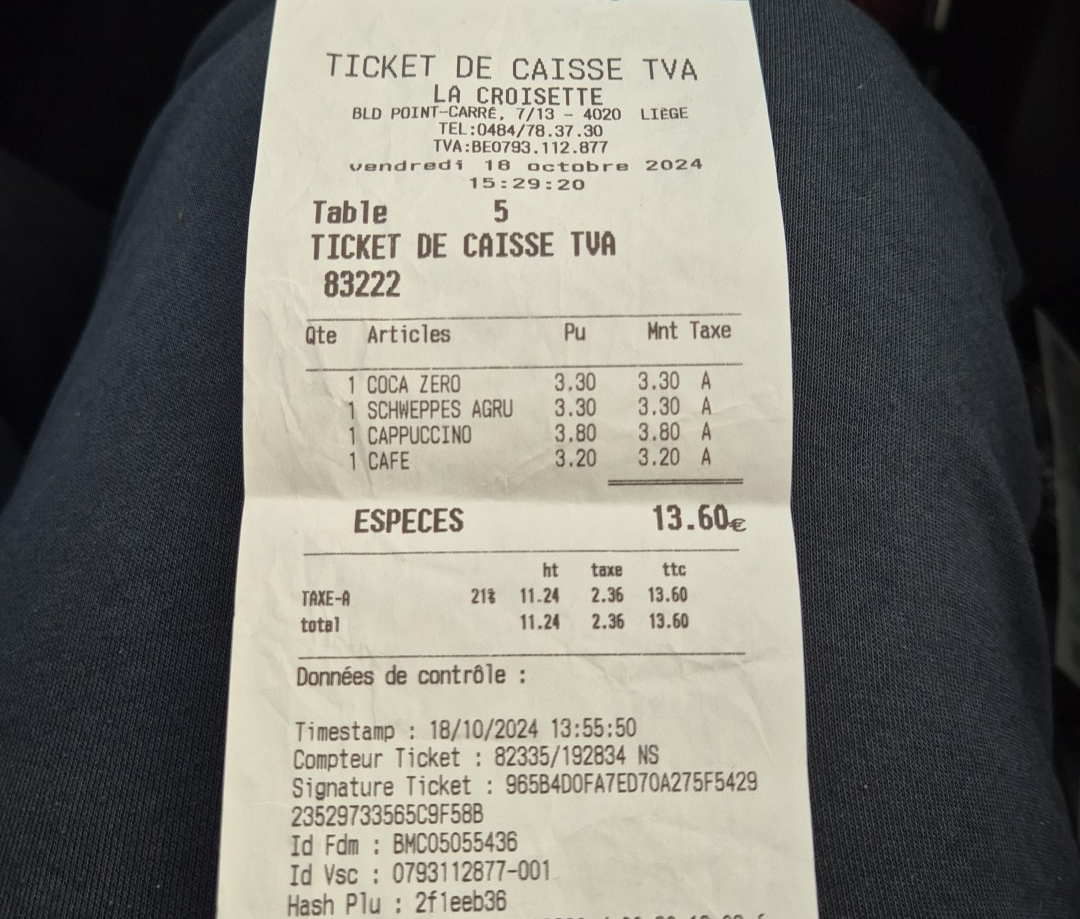 TICKET DE CAISSE TVA
LA CROISETTE
BLD POINT-CARRÉ, 7/13 - 4020 LIÈGE
TEL:0484/78.37.30
TVA:BE0793.112.877
vendredi 18 octobre 2024
15:29:20
Table 5
TICKET DE CAISSE TVA
83222
Qte Articles Pu Mnt Taxe
1 COCA ZERO 3.30 3.30 A
1 SCHWEPPES AGRU 3.30 3.30 A
1 CAPPUCCINO 3.80 3.80 A
1 CAFE 3.20 3.20 A
ESPECES 13.60€
ht taxe ttc
TAXE-A 21% 11.24 2.36 13.60
total 11.24 2.36 13.60
Données de contrôle :
Timestamp : 18/10/2024 13:55:50
Compteur Ticket : 82335/192834 NS
Signature Ticket : 965B4D0FA7ED70A275F5429
23529733565C9F58B
Id Fdm : BMC05055436
Id Vsc : 0793112877-001
Hash Plu : 2f1eeb36